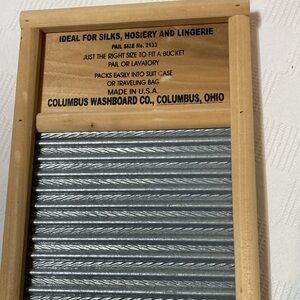 IDEAL FOR SILKS, HOSIERY AND LINGERIE
PAIL SIZE No. 2133
JUST THE RIGHT SIZE TO FIT A BUCKET
PAIL OR LAVATORY
PACKS EASILY INTO SUIT CASE
OR TRAVELING BAG
MADE IN U.S.A.
COLUMBUS WASHBOARD CO., COLUMBUS, OHIO